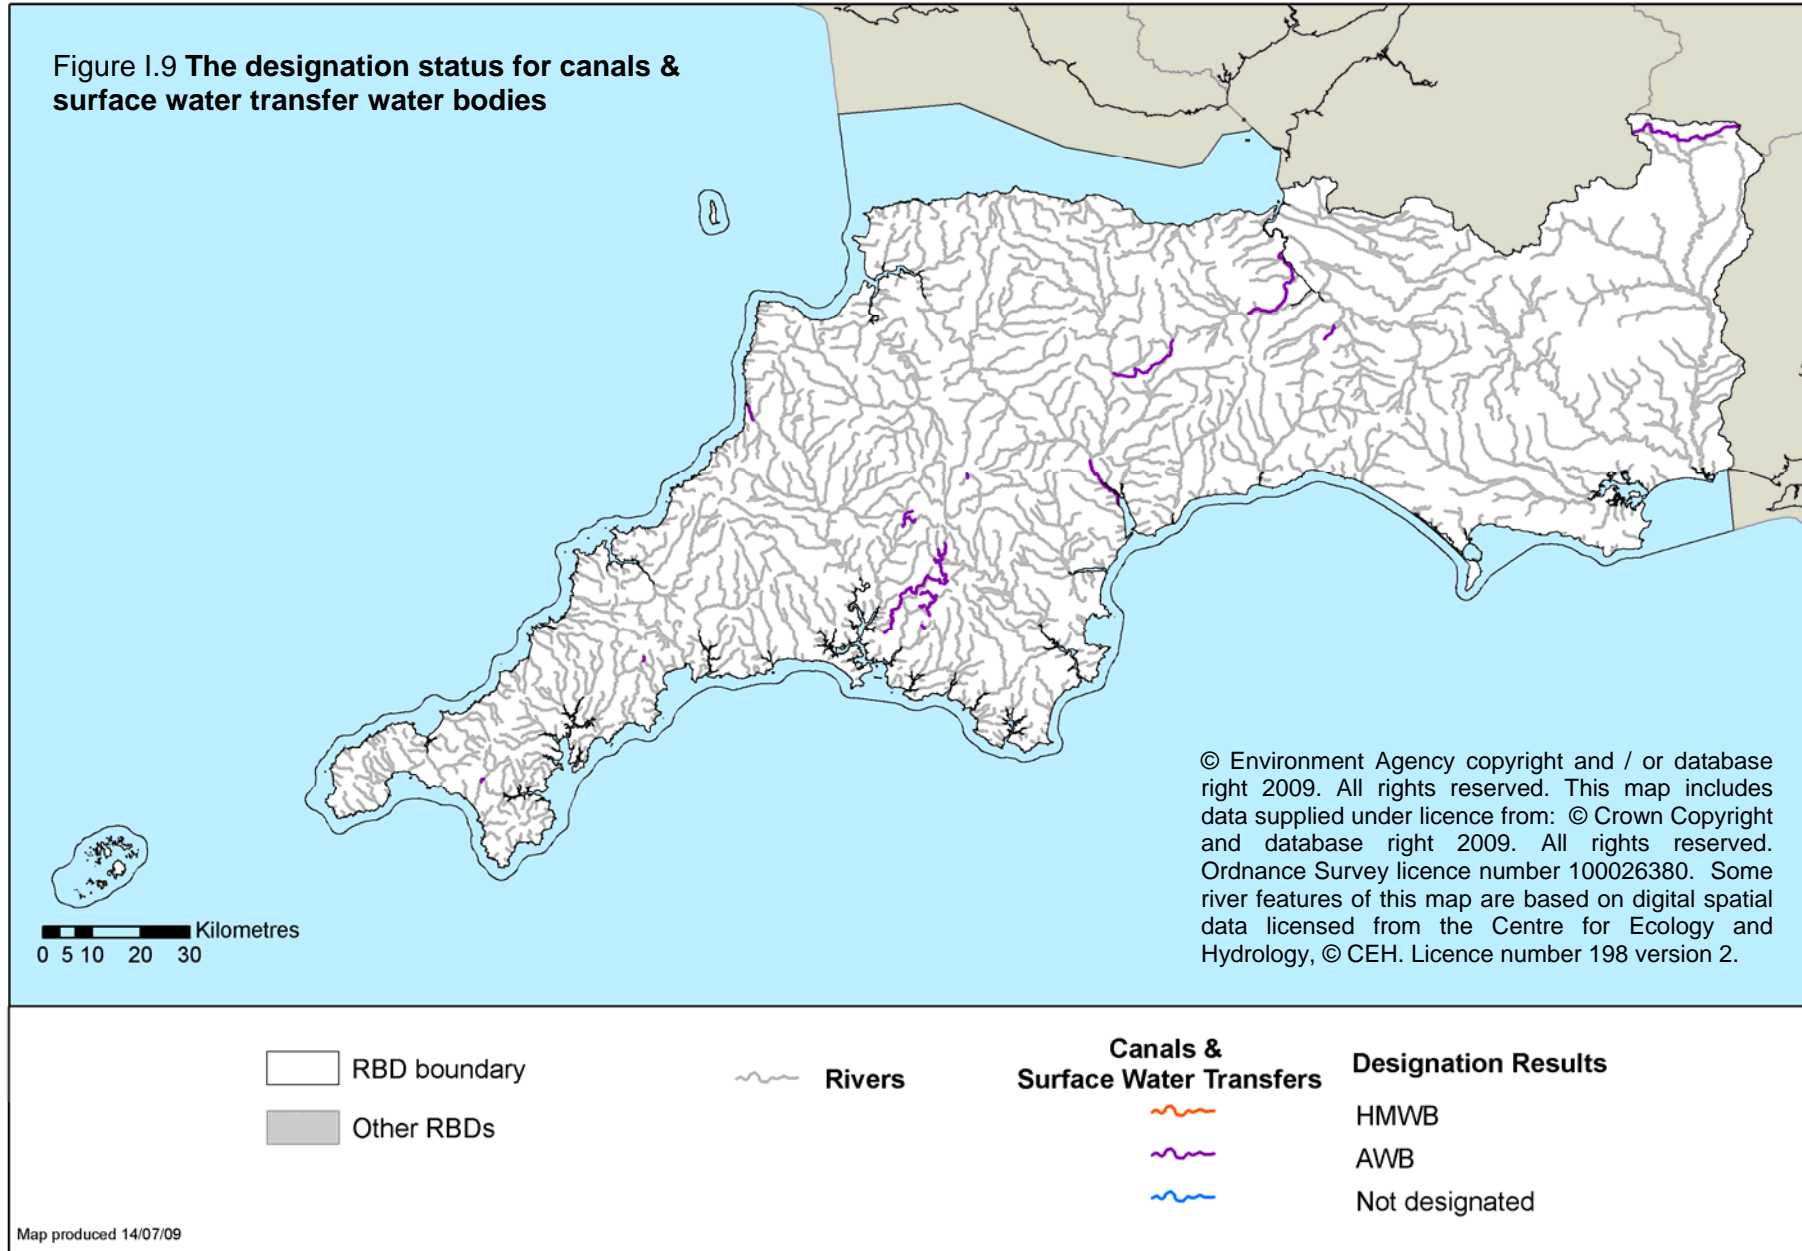 Figure I.9 The designation status for canals &
surface water transfer water bodies
© Environment Agency copyright and / or database
right 2009. All rights reserved. This map includes
data supplied under licence from: © Crown Copyright
and database right 2009. All rights reserved.
Ordnance Survey licence number 100026380. Some
river features of this map are based on digital spatial
data licensed from the Centre for Ecology and
Hydrology, © CEH. Licence number 198 version 2.
Kilometres
0 5 10 20 30
RBD boundary
Other RBDs
Rivers
Canals &
Surface Water Transfers
Designation Results
HMWB
AWB
Not designated
Map produced 14/07/09